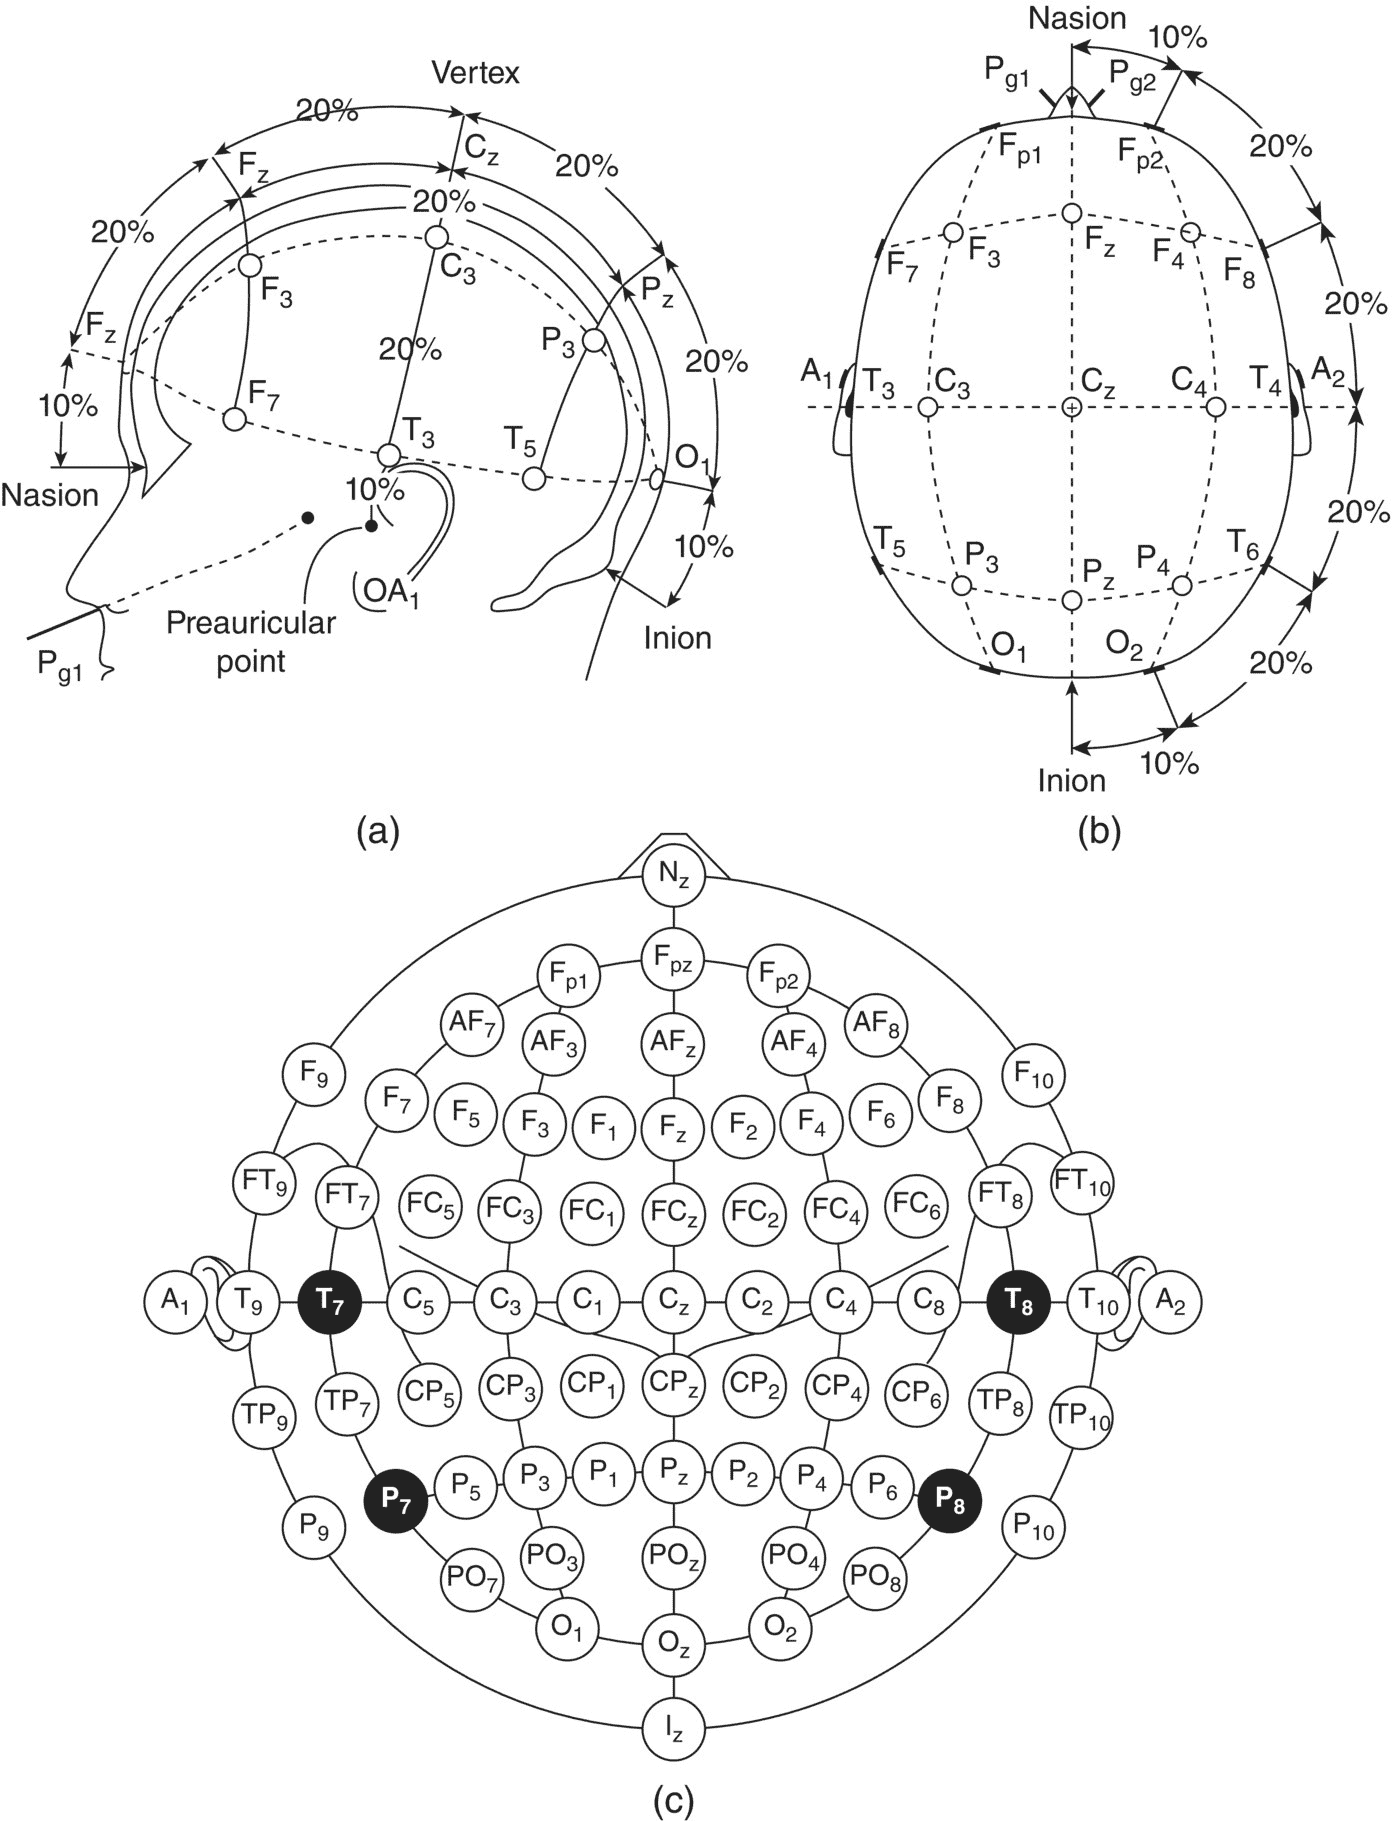 Vertex
20%
Cz
20%
Fz
20%
20%
C3
F3
Pz
Fz
P3
20%
20%
10%
F7
T3
T5
O1
Nasion
10%
10%
OA1
Preauricular
point
Inion
Pg1
(a)
Nasion
10%
Pg1
Pg2
Fp1
Fp2
20%
F7
F3
Fz
F4
F8
20%
A1
T3
C3
Cz
C4
T4
A2
20%
T5
P3
Pz
P4
T6
O1
O2
20%
10%
Inion
(b)
Nz
Fp1 Fpz Fp2
AF7 AF3 AFz AF4 AF8
F9 F7 F5 F3 F1 Fz F2 F4 F6 F8 F10
FT9 FT7 FC5 FC3 FC1 FCz FC2 FC4 FC6 FT8 FT10
A1 T9 T7 C5 C3 C1 Cz C2 C4 C8 T8 T10 A2
TP9 TP7 CP5 CP3 CP1 CPz CP2 CP4 CP6 TP8 TP10
P9 P7 P5 P3 P1 Pz P2 P4 P6 P8 P10
PO7 PO3 POz PO4 PO8
O1 Oz O2
Iz
(c)